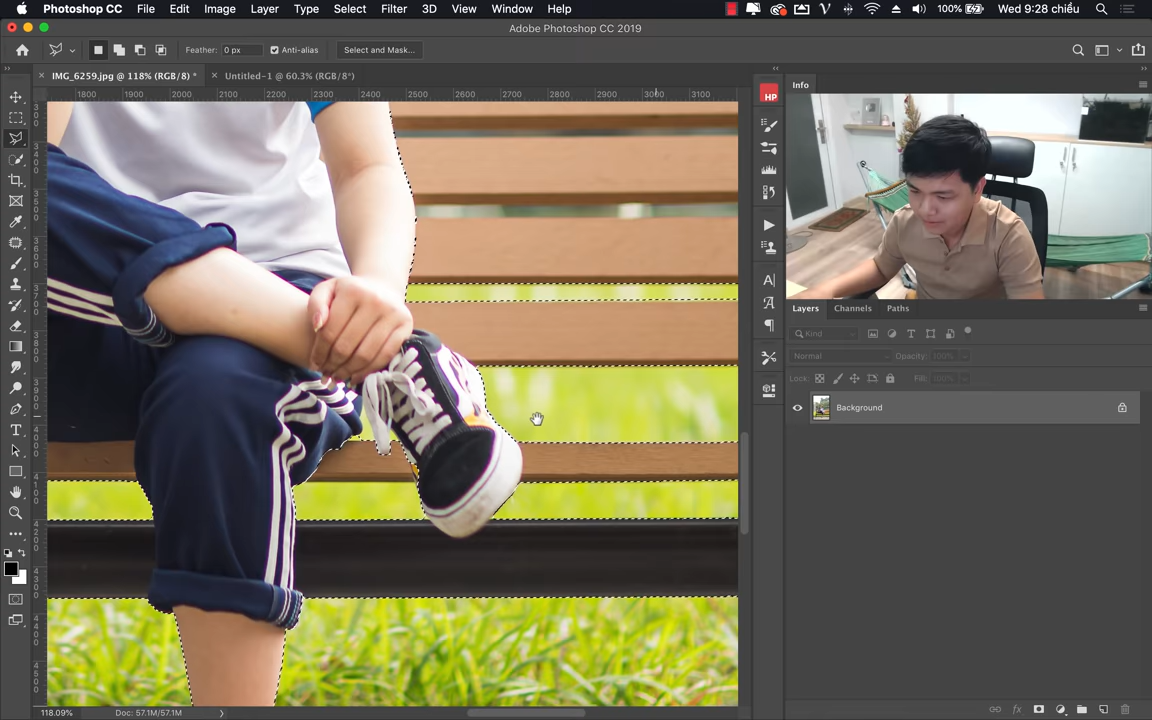 Photoshop CC File Edit Image Layer Type Select Filter 3D View Window Help 100% Wed 9:28 chiều
Adobe Photoshop CC 2019
Feather: 0 px Anti-alias Select and Mask...
IMG_6259.jpg @ 118% (RGB/8) * Untitled-1 @ 60.3% (RGB/8*)
1800 1900 2000 2100 2200 2300 2400 2500 2600 2700 2800 2900 3000 3100
Info
HP
Layers Channels Paths
Kind
Normal Opacity: 100%
Lock: Fill: 100%
Background
118.09% Doc: 57.1M/57.1M